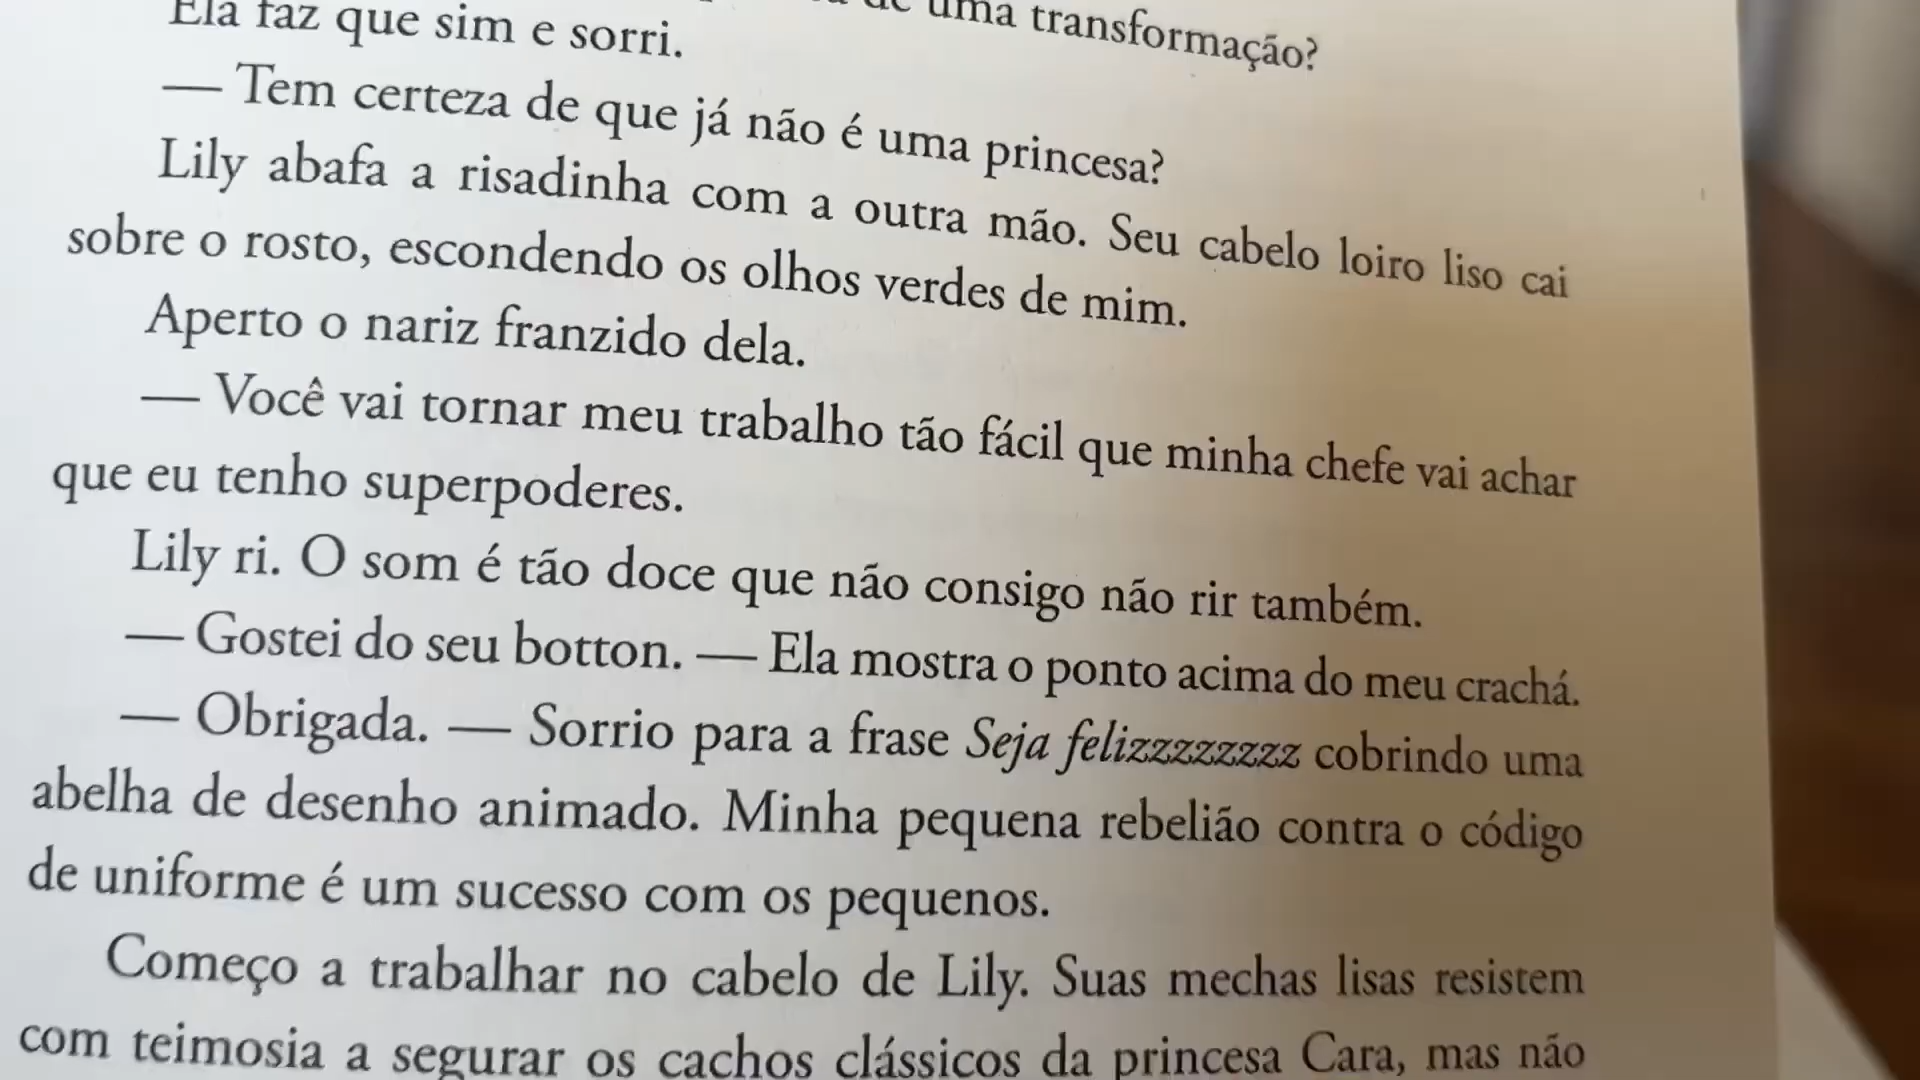 de uma transformação?
Ela faz que sim e sorri.
— Tem certeza de que já não é uma princesa?
Lily abafa a risadinha com a outra mão. Seu cabelo loiro liso cai
sobre o rosto, escondendo os olhos verdes de mim.
Aperto o nariz franzido dela.
— Você vai tornar meu trabalho tão fácil que minha chefe vai achar
que eu tenho superpoderes.
Lily ri. O som é tão doce que não consigo não rir também.
— Gostei do seu botton. — Ela mostra o ponto acima do meu crachá.
— Obrigada. — Sorrio para a frase Seja felizzzzzzzz cobrindo uma
abelha de desenho animado. Minha pequena rebelião contra o código
de uniforme é um sucesso com os pequenos.
Começo a trabalhar no cabelo de Lily. Suas mechas lisas resistem
com teimosia a segurar os cachos clássicos da princesa Cara, mas não